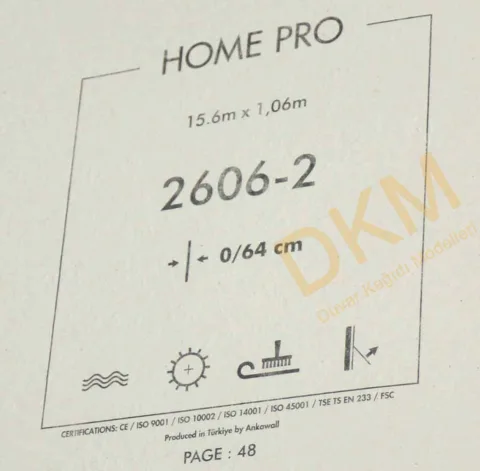 HOME PRO
15.6m x 1,06m
2606-2
0/64 cm
DKM
Duvar Kağıdı Modelleri
CERTIFICATIONS: CE / ISO 9001 / ISO 10002 / ISO 14001 / ISO 45001 / TSE TS EN 233 / FSC
Produced in Türkiye by Ankawall
PAGE : 48